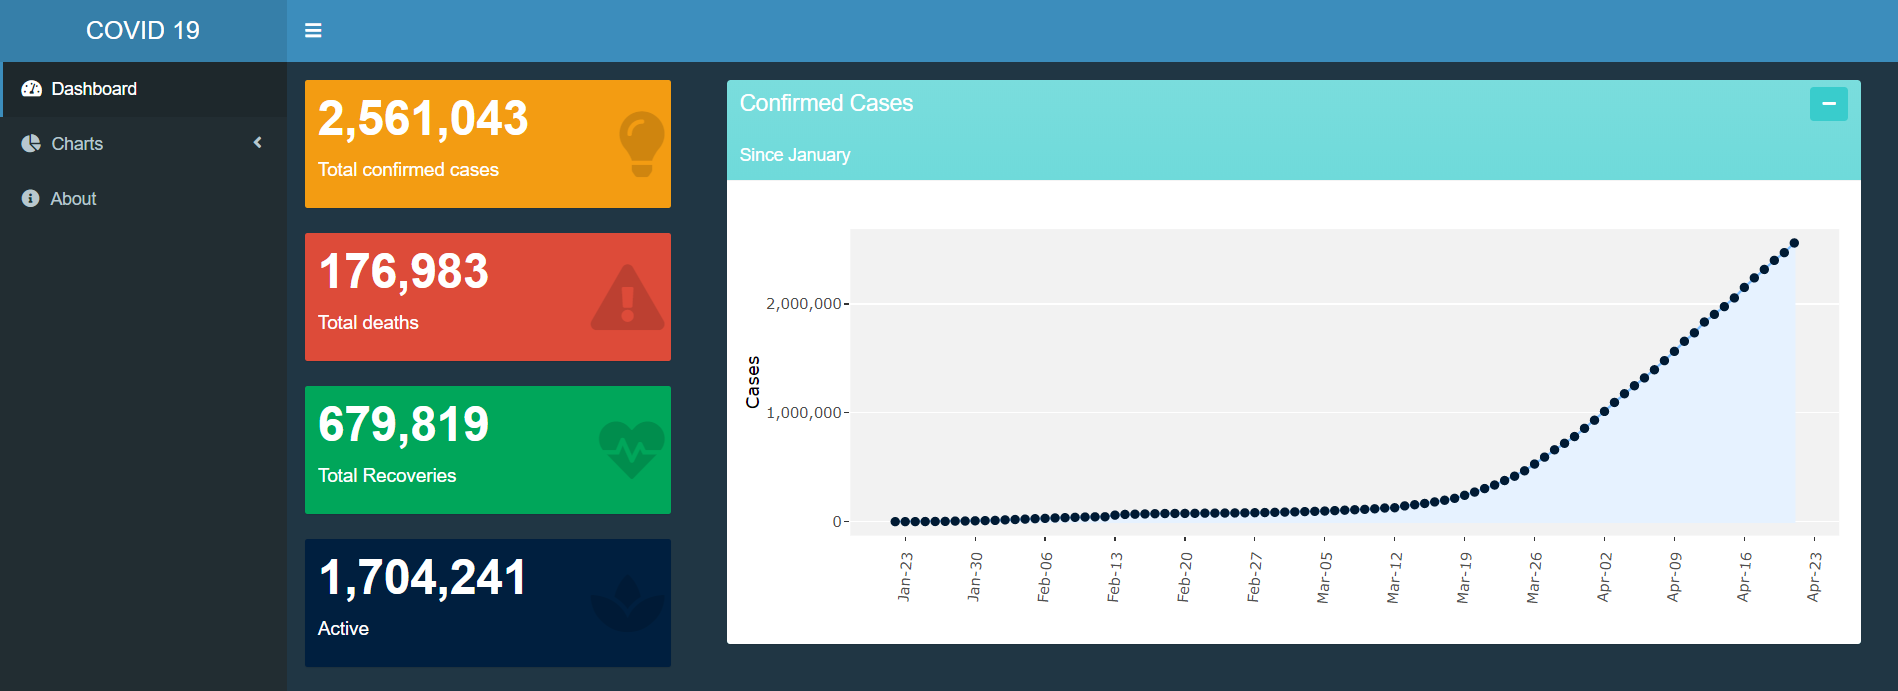 COVID 19
Dashboard
Charts
About
2,561,043
Total confirmed cases
176,983
Total deaths
679,819
Total Recoveries
1,704,241
Active
Confirmed Cases
Since January
Cases
2,000,000
1,000,000
0
Jan-23
Jan-30
Feb-06
Feb-13
Feb-20
Feb-27
Mar-05
Mar-12
Mar-19
Mar-26
Apr-02
Apr-09
Apr-16
Apr-23